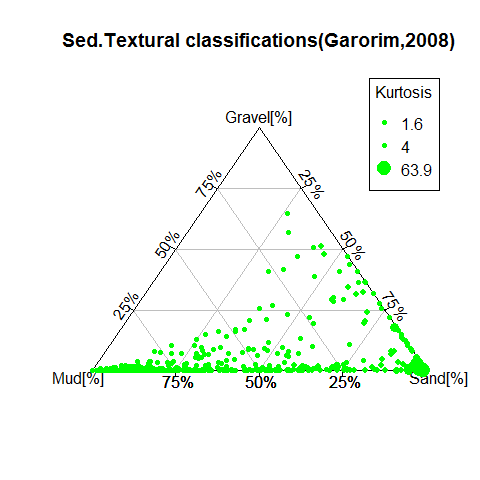 Sed.Textural classifications(Garorim,2008)
Kurtosis
1.6
4
63.9
Gravel[%]
75%
25%
50%
50%
25%
75%
Mud[%]
75%
50%
25%
Sand[%]